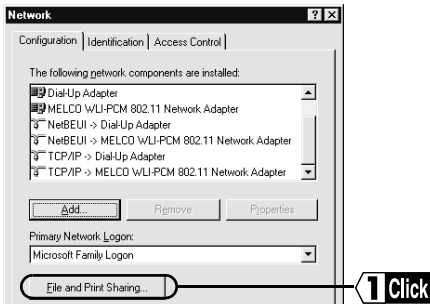 Network
Configuration Identification Access Control
The following network components are installed:
Dial-Up Adapter
MELCO WLI-PCM 802.11 Network Adapter
NetBEUI -> Dial-Up Adapter
NetBEUI -> MELCO WLI-PCM 802.11 Network Adapter
TCP/IP -> Dial-Up Adapter
TCP/IP -> MELCO WLI-PCM 802.11 Network Adapter
Add... Remove Properties
Primary Network Logon:
Microsoft Family Logon
File and Print Sharing...
1 Click